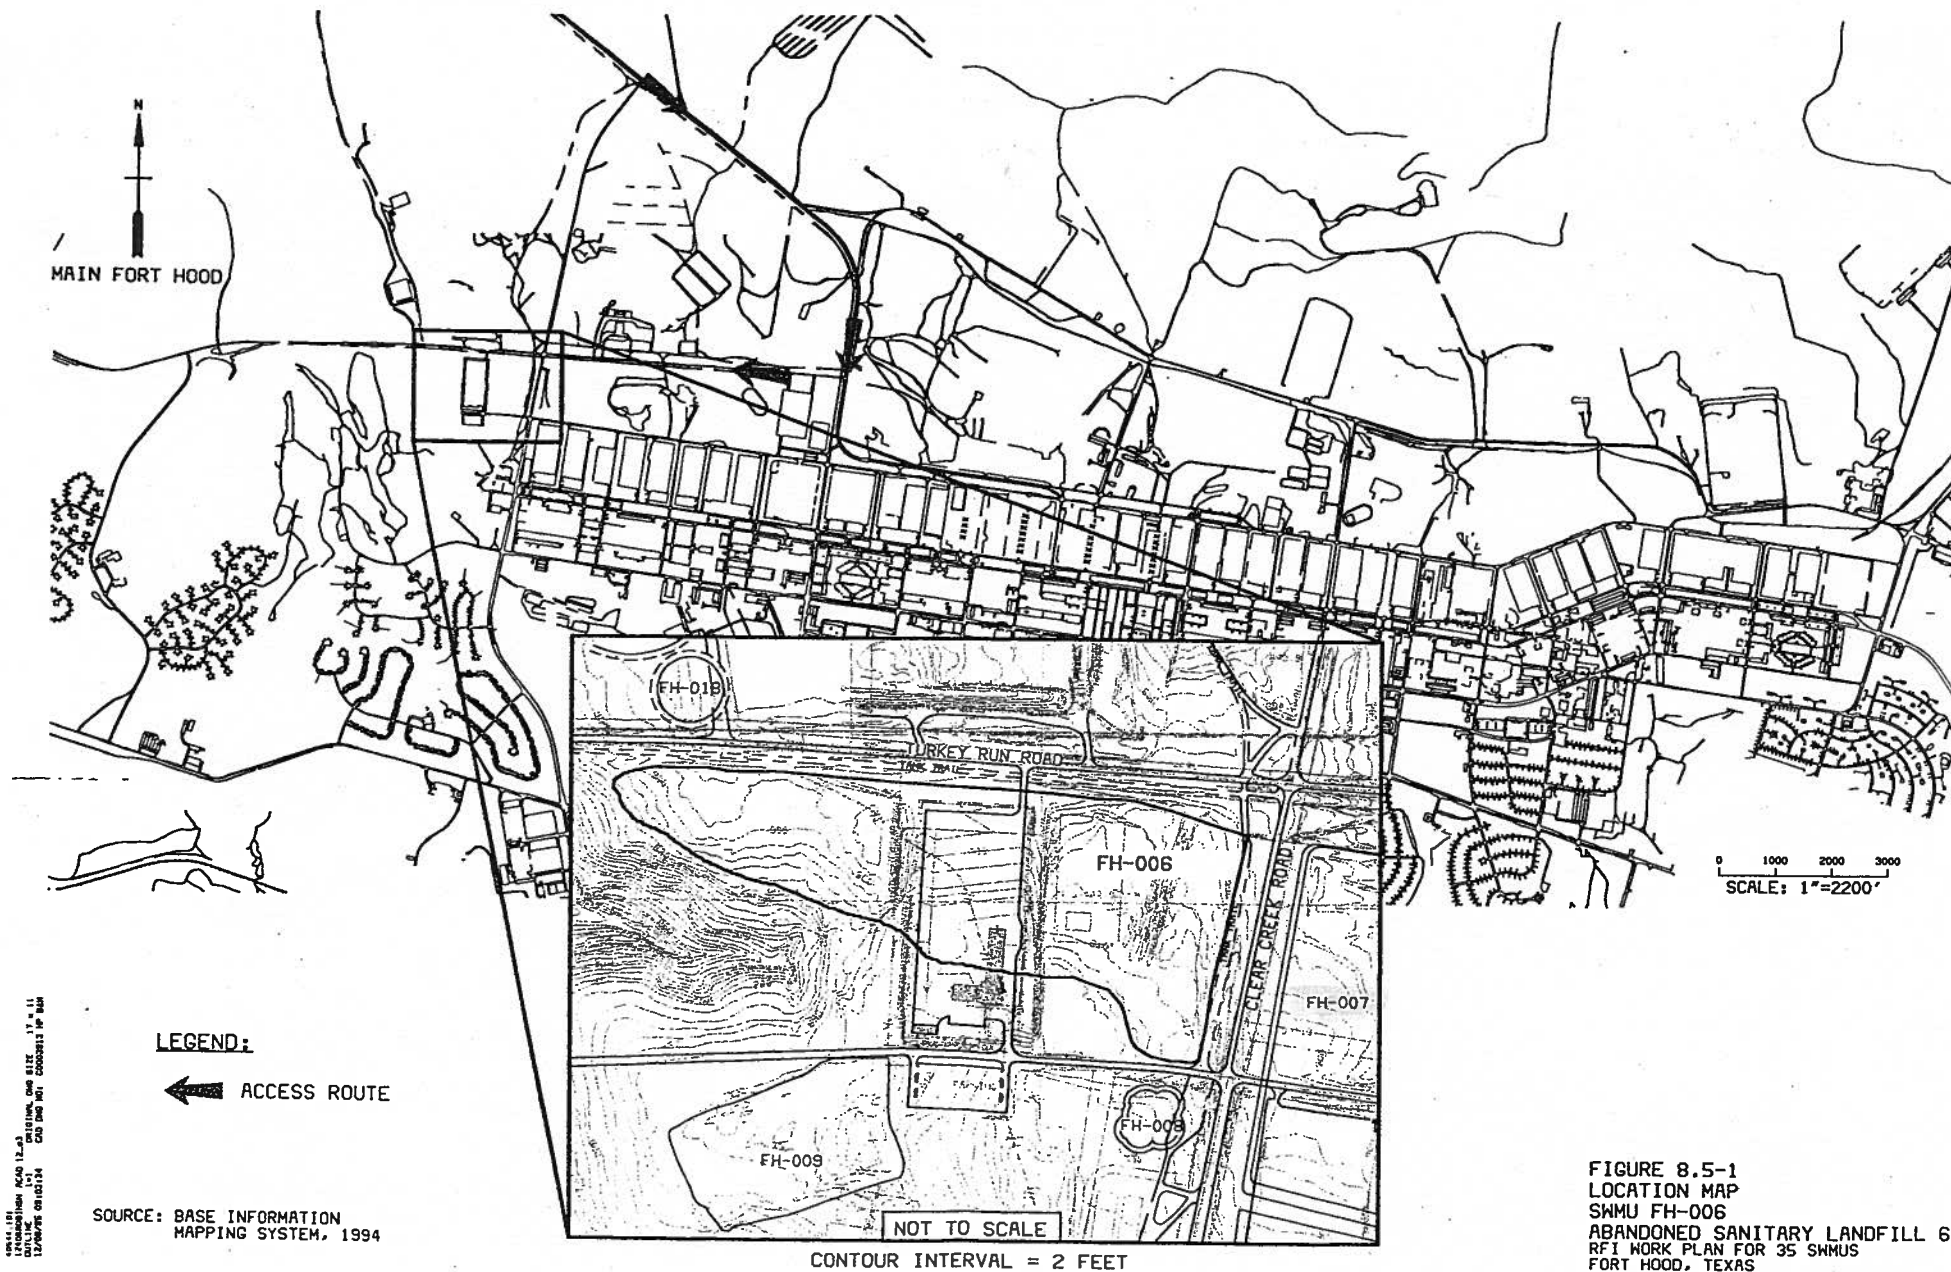 N
MAIN FORT HOOD
FH-018
TURKEY RUN ROAD
FH-006
CLEAR CREEK ROAD
FH-007
FH-008
FH-009
NOT TO SCALE
CONTOUR INTERVAL = 2 FEET
0 1000 2000 3000
SCALE: 1"=2200'
LEGEND:
ACCESS ROUTE
SOURCE: BASE INFORMATION
MAPPING SYSTEM, 1994
FIGURE 8.5-1
LOCATION MAP
SWMU FH-006
ABANDONED SANITARY LANDFILL 6
RFI WORK PLAN FOR 35 SWMUS
FORT HOOD, TEXAS